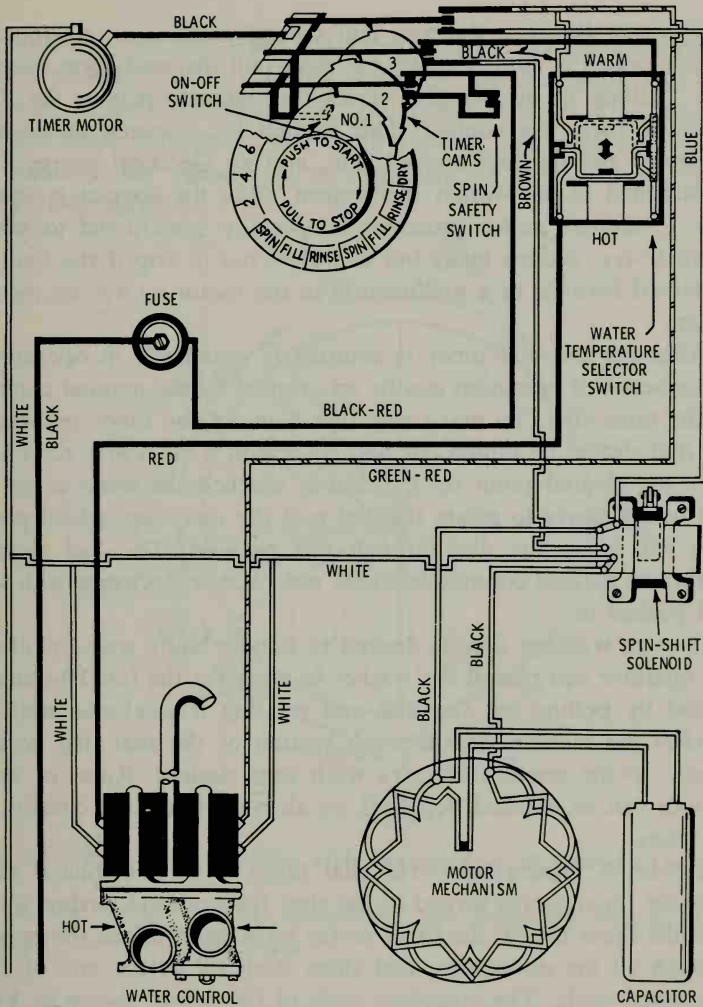 BLACK
TIMER MOTOR
ON-OFF
SWITCH
NO.1
2
3
PUSH TO START
PULL TO STOP
6
4
2
SPIN
FILL
RINSE
SPIN
FILL
RINSE
DRY
TIMER
CAMS
SPIN
SAFETY
SWITCH
BLACK
BROWN
WARM
HOT
BLUE
WATER
TEMPERATURE
SELECTOR
SWITCH
FUSE
WHITE
BLACK
BLACK-RED
RED
GREEN-RED
WHITE
SPIN-SHIFT
SOLENOID
WHITE
WHITE
BLACK
BLACK
HOT
WATER CONTROL
MOTOR
MECHANISM
CAPACITOR